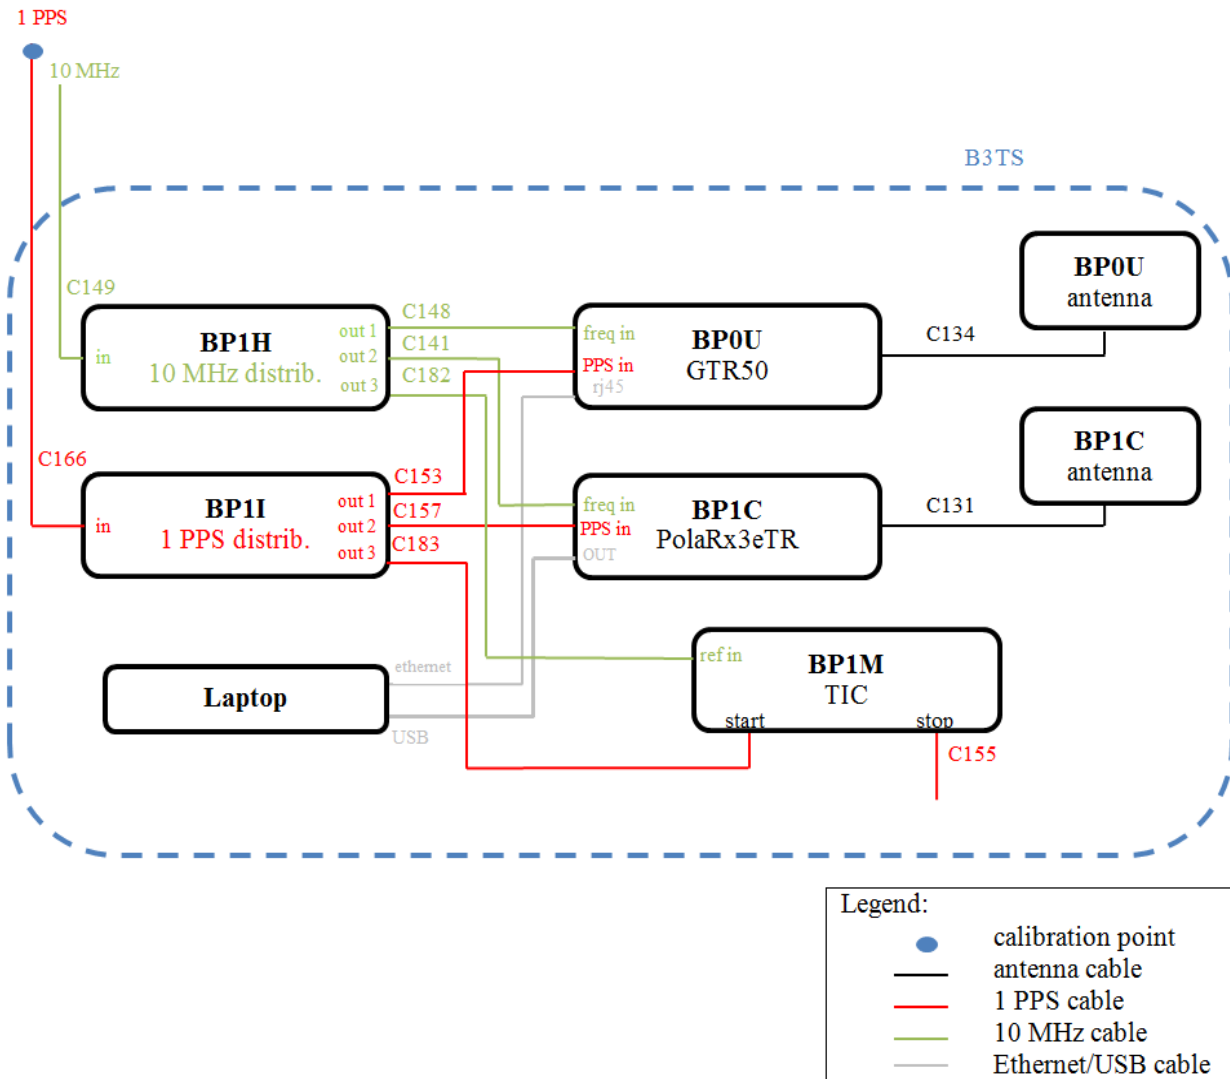 1 PPS
10 MHz
B3TS
C149
BP1H
10 MHz distrib.
in
out 1
out 2
out 3
C148
C141
C182
freq in
PPS in
rj45
BP0U
GTR50
C134
BP0U
antenna
C166
BP1I
1 PPS distrib.
in
out 1
out 2
out 3
C153
C157
C183
freq in
PPS in
OUT
BP1C
PolaRx3eTR
C131
BP1C
antenna
Laptop
ethernet
USB
ref in
BP1M
TIC
start
stop
C155
Legend:
calibration point
antenna cable
1 PPS cable
10 MHz cable
Ethernet/USB cable